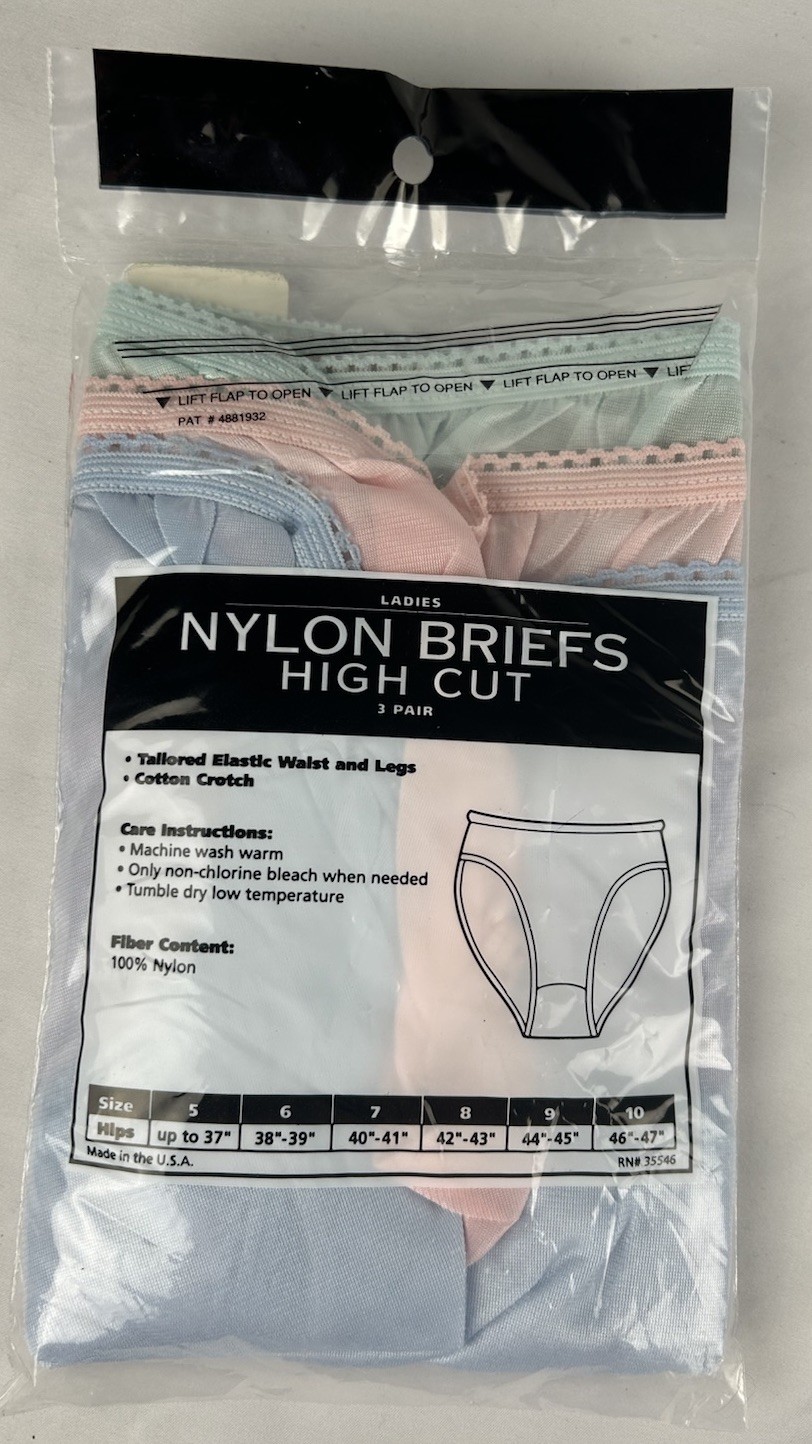 ▼ LIFT FLAP TO OPEN ▼ LIFT FLAP TO OPEN ▼ LIFT FLAP TO OPEN ▼ LIF
PAT # 4881932
LADIES
NYLON BRIEFS
HIGH CUT
3 PAIR
• Tailored Elastic Waist and Legs
• Cotton Crotch
Care Instructions:
• Machine wash warm
• Only non-chlorine bleach when needed
• Tumble dry low temperature
Fiber Content:
100% Nylon
Size 5 6 7 8 9 10
Hips up to 37" 38"-39" 40"-41" 42"-43" 44"-45" 46"-47"
Made in the U.S.A. RN# 35546